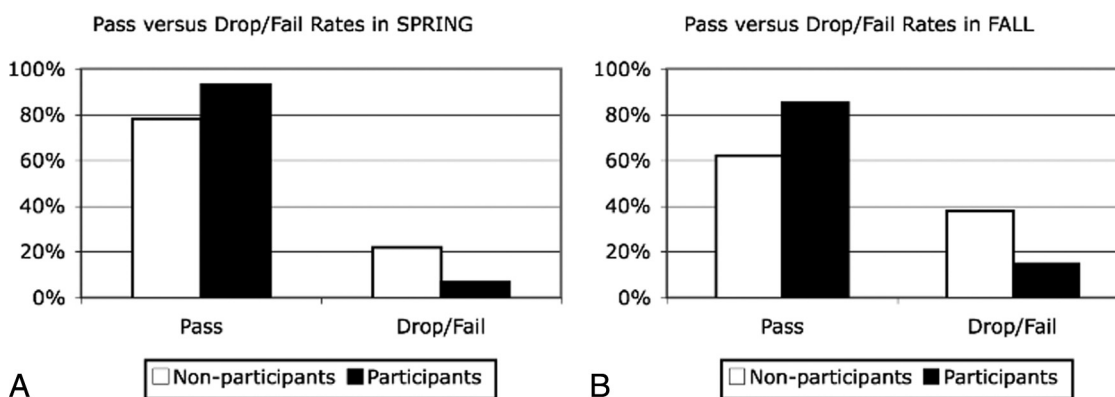 Pass versus Drop/Fail Rates in SPRING
100%
80%
60%
40%
20%
0%
Pass Drop/Fail
Non-participants Participants
A
Pass versus Drop/Fail Rates in FALL
100%
80%
60%
40%
20%
0%
Pass Drop/Fail
Non-participants Participants
B